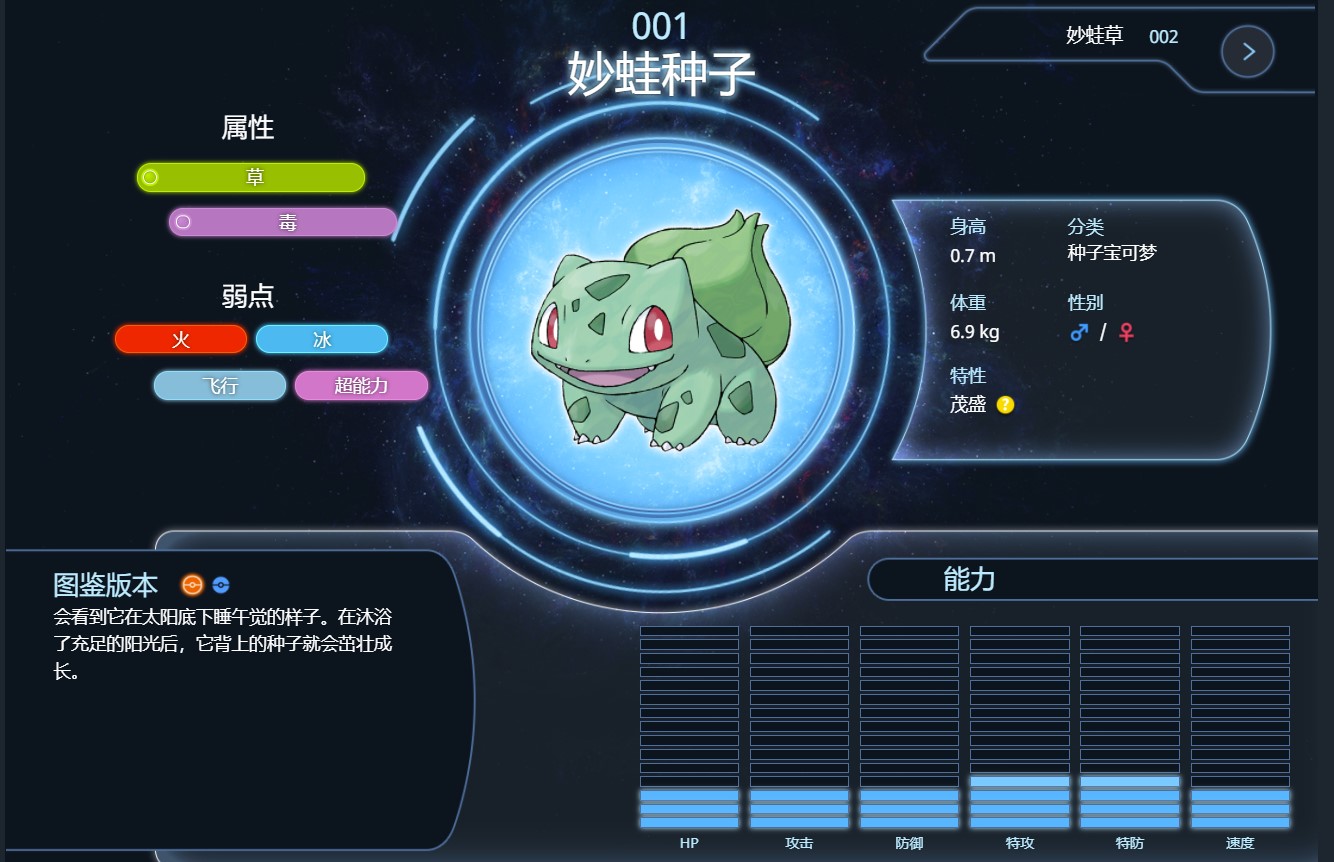 001
妙蛙种子
妙蛙草 002
属性
草
毒
弱点
火 冰
飞行 超能力
身高 分类
0.7 m 种子宝可梦
体重 性别
6.9 kg ♂ / ♀
特性
茂盛 ?
图鉴版本
会看到它在太阳底下睡午觉的样子。在沐浴
了充足的阳光后，它背上的种子就会茁壮成
长。
能力
HP 攻击 防御 特攻 特防 速度